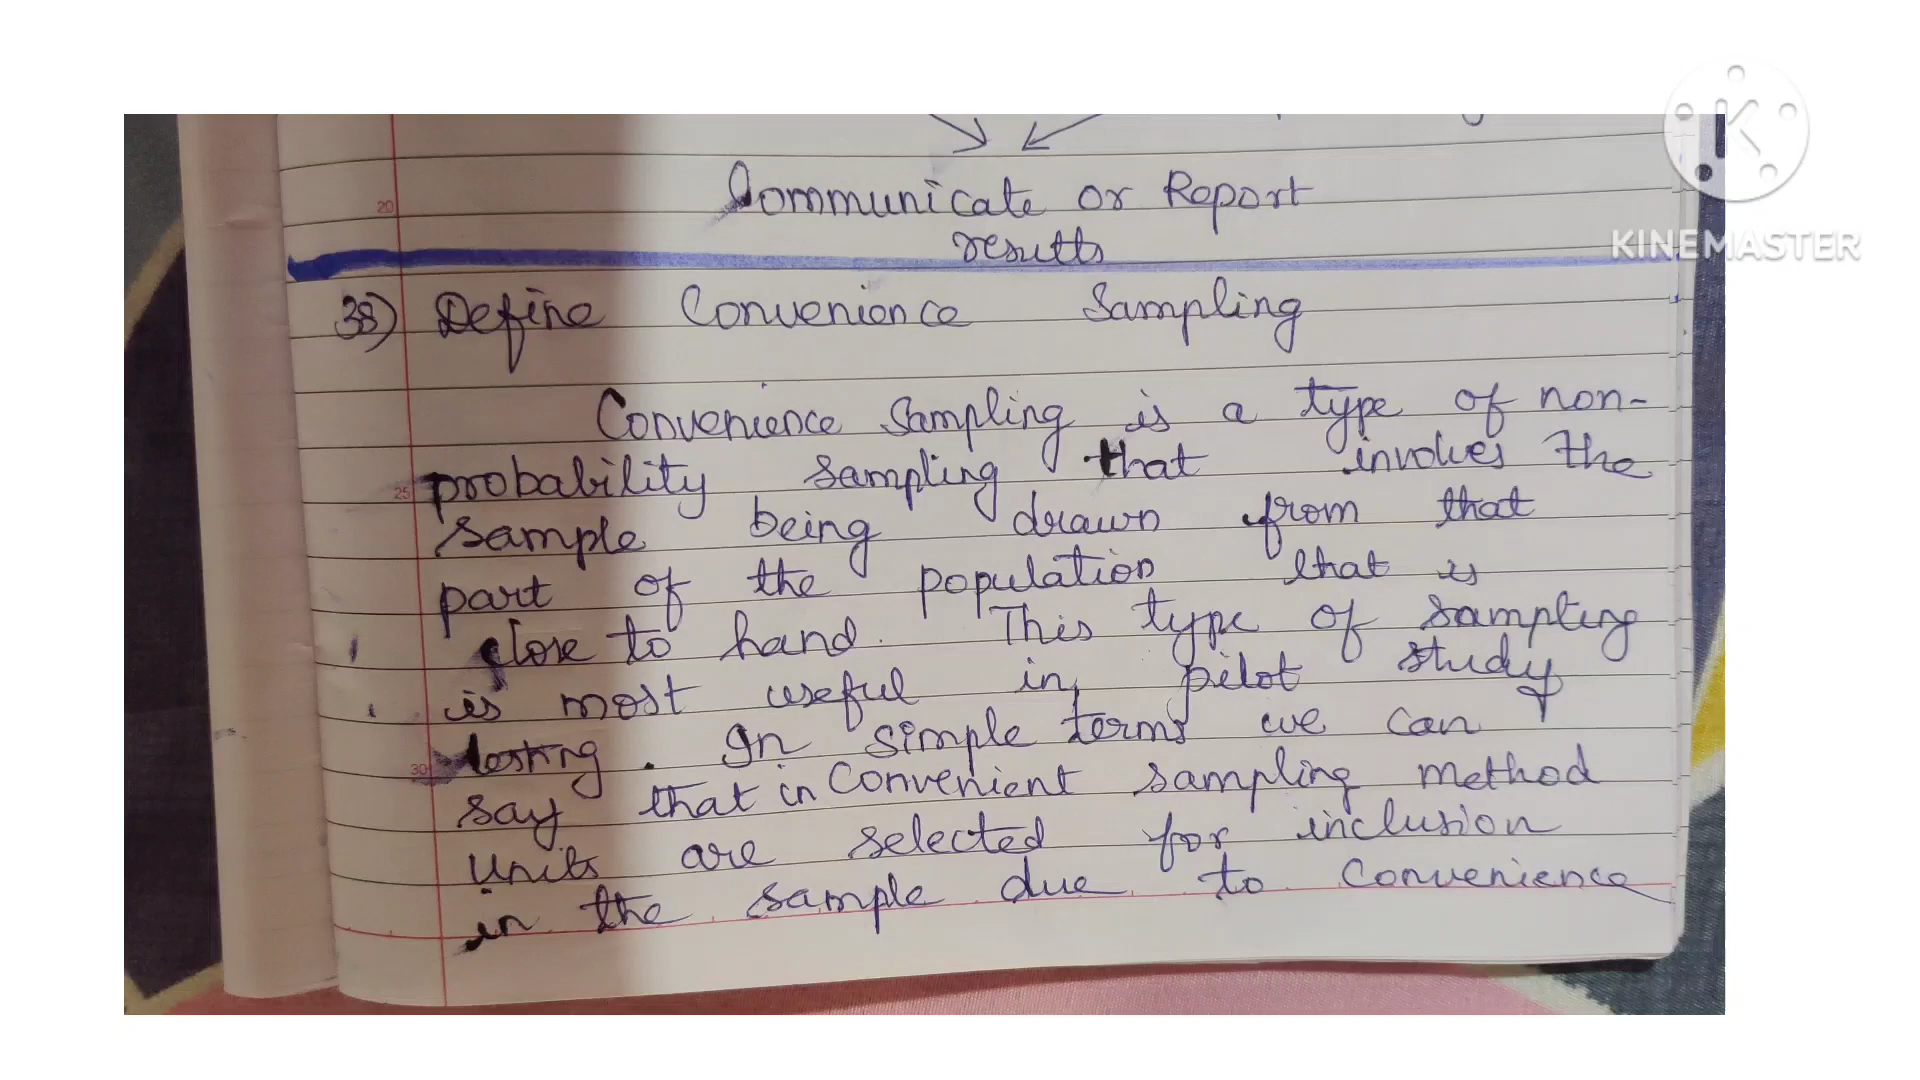 Communicate or Report
results
KINEMASTER
20
38) Define Convenience Sampling
Convenience Sampling is a type of non-
25 probability sampling that involves the
sample being drawn from that
part of the population that is
close to hand. This type of sampling
is most useful in pilot study
30 testing. In simple terms we can
say that in convenient sampling method
units are selected for inclusion
in the sample due to convenience